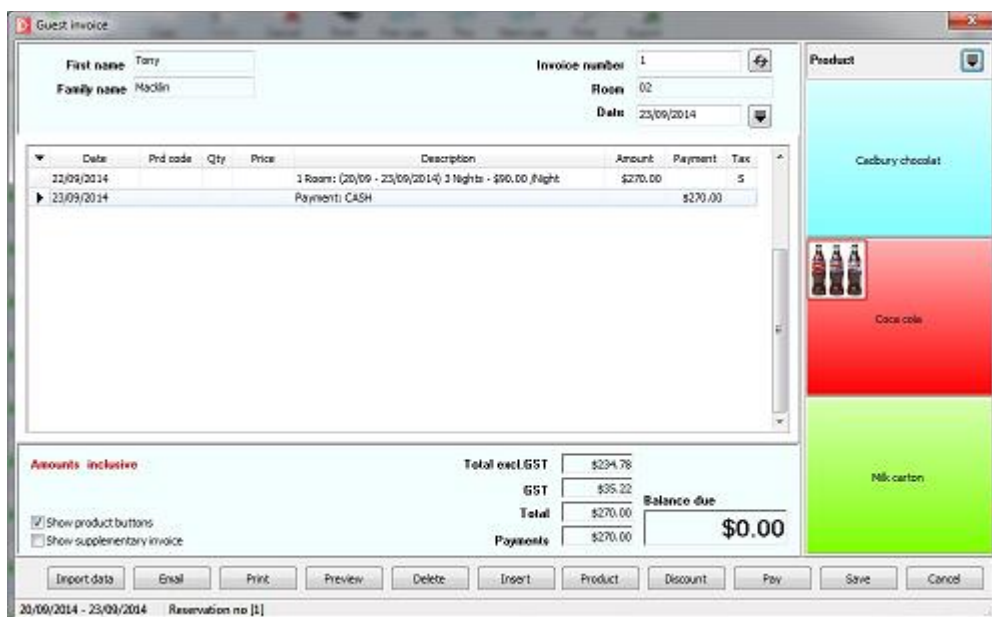 Guest invoice
First name Tony
Family name Macklin
Invoice number 1
Room 02
Date 23/09/2014
Product
Date Prd code Qty Price Description Amount Payment Tax
22/09/2014 1 Room: (20/09 - 23/09/2014) 3 Nights - $90.00 /Night $270.00 S
23/09/2014 Payment: CASH $270.00
Cadbury chocolat
Coca cola
Milk carton
Amounts inclusive
Total excl.GST $234.78
GST $35.22
Total $270.00
Payments $270.00
Balance due
$0.00
Show product buttons
Show supplementary invoice
Import data Email Print Preview Delete Insert Product Discount Pay Save Cancel
20/09/2014 - 23/09/2014 Reservation no [1]